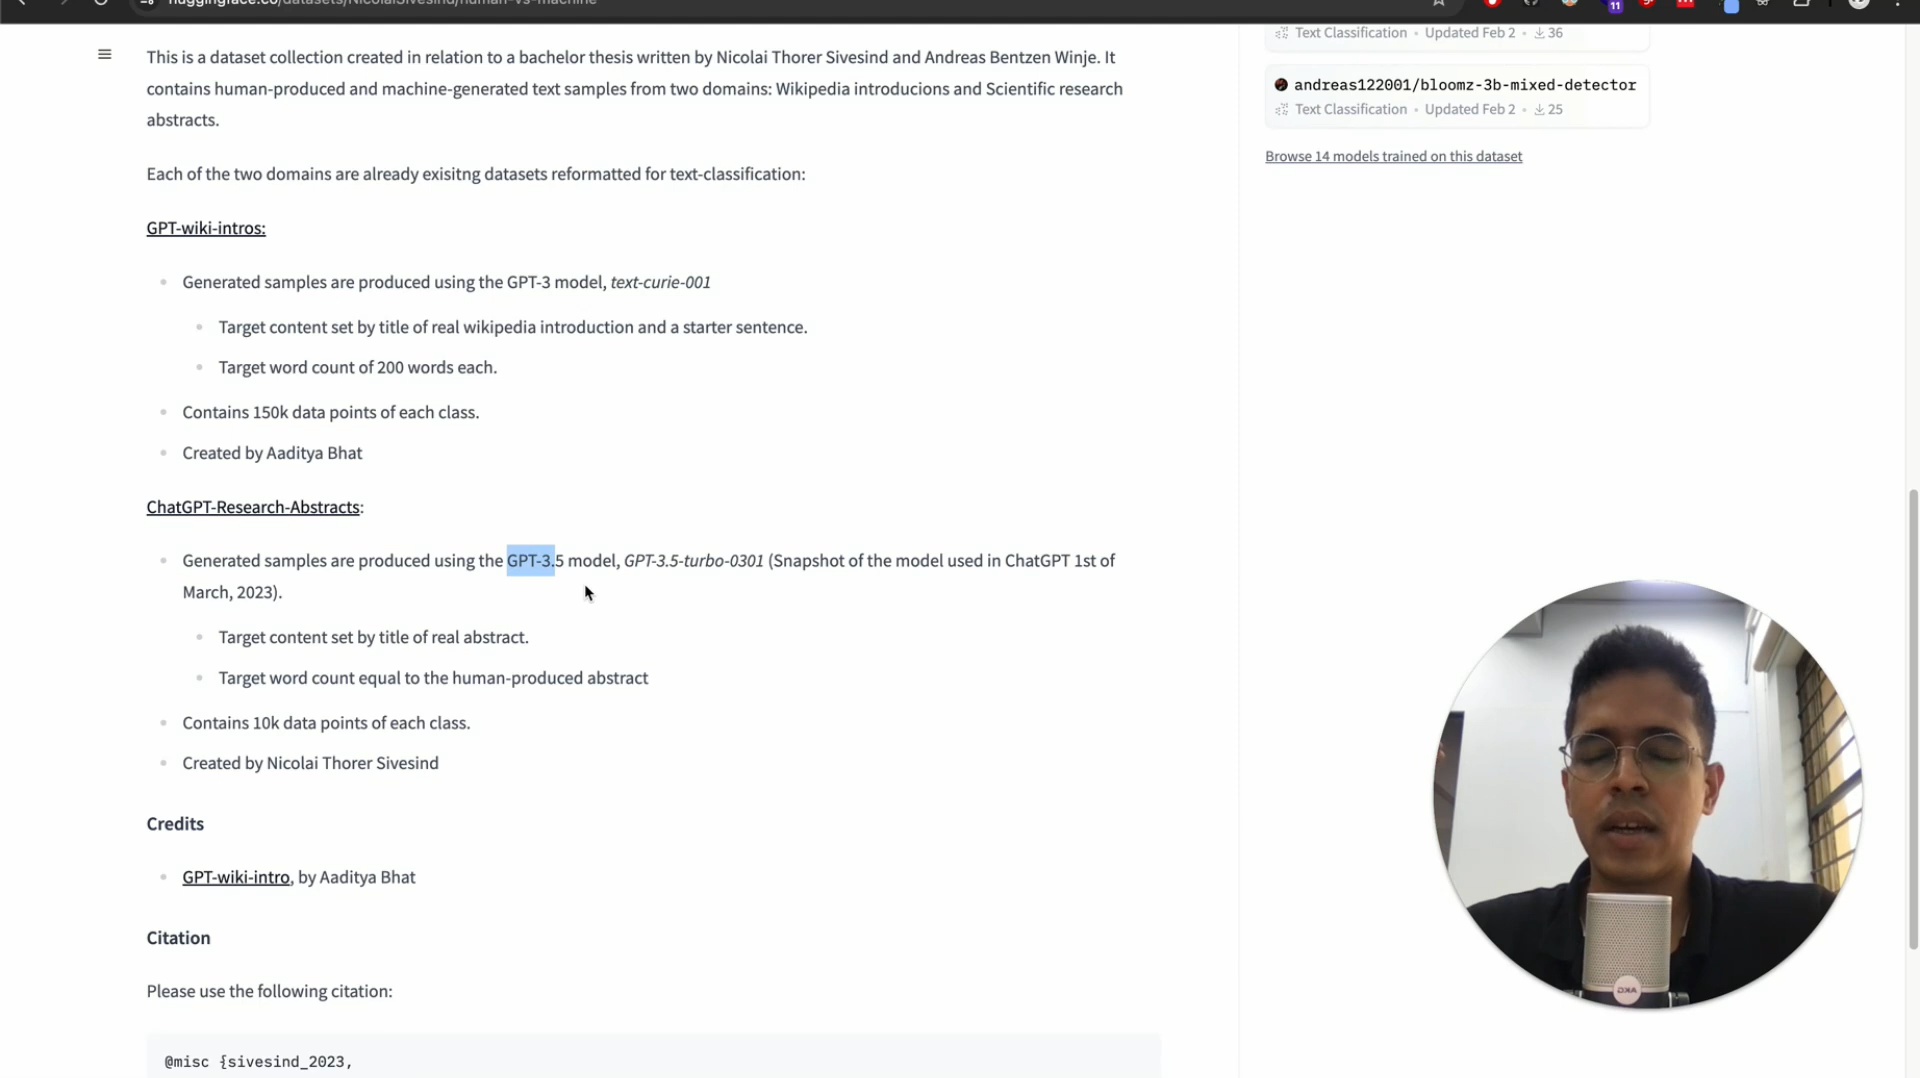 huggingface.co/datasets/NicolaiSivesind/human-vs-machine
11
This is a dataset collection created in relation to a bachelor thesis written by Nicolai Thorer Sivesind and Andreas Bentzen Winje. It
contains human-produced and machine-generated text samples from two domains: Wikipedia introducions and Scientific research
abstracts.
Each of the two domains are already exisitng datasets reformatted for text-classification:
GPT-wiki-intros:
Generated samples are produced using the GPT-3 model, text-curie-001
Target content set by title of real wikipedia introduction and a starter sentence.
Target word count of 200 words each.
Contains 150k data points of each class.
Created by Aaditya Bhat
ChatGPT-Research-Abstracts:
Generated samples are produced using the GPT-3.5 model, GPT-3.5-turbo-0301 (Snapshot of the model used in ChatGPT 1st of
March, 2023).
Target content set by title of real abstract.
Target word count equal to the human-produced abstract
Contains 10k data points of each class.
Created by Nicolai Thorer Sivesind
Credits
GPT-wiki-intro, by Aaditya Bhat
Citation
Please use the following citation:
@misc {sivesind_2023,
Text Classification • Updated Feb 2 • 36
andreas122001/bloomz-3b-mixed-detector
Text Classification • Updated Feb 2 • 25
Browse 14 models trained on this dataset
AKG